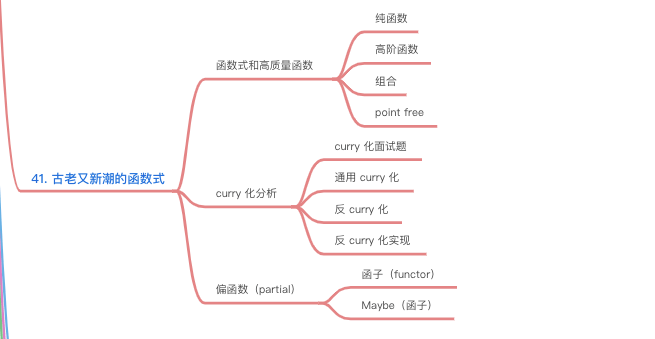 纯函数
高阶函数
函数式和高质量函数
组合
point free
curry 化面试题
41. 古老又新潮的函数式
通用 curry 化
curry 化分析
反 curry 化
反 curry 化实现
函子（functor）
偏函数（partial）
Maybe（函子）